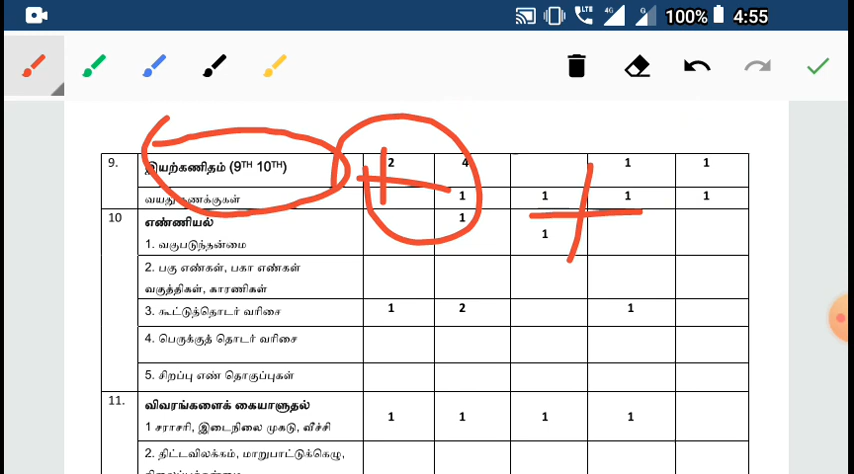 4G LTE 100% 4:55
9. இயற்கணிதம் (9TH 10TH) 2 4 1 1
வயது கணக்குகள் 1 1 1 1
10 எண்ணியல் 1
1. வகுபடுந்தன்மை 1
2. பகு எண்கள், பகா எண்கள்
வகுத்திகள், காரணிகள்
3. கூட்டுத்தொடர் வரிசை 1 2 1
4. பெருக்குத் தொடர் வரிசை
5. சிறப்பு எண் தொகுப்புகள்
11. விவரங்களைக் கையாளுதல்
1 சராசரி, இடைநிலை முகடு, வீச்சி 1 1 1 1
2. திட்டவிலக்கம், மாறுபாட்டுக்கெழு,